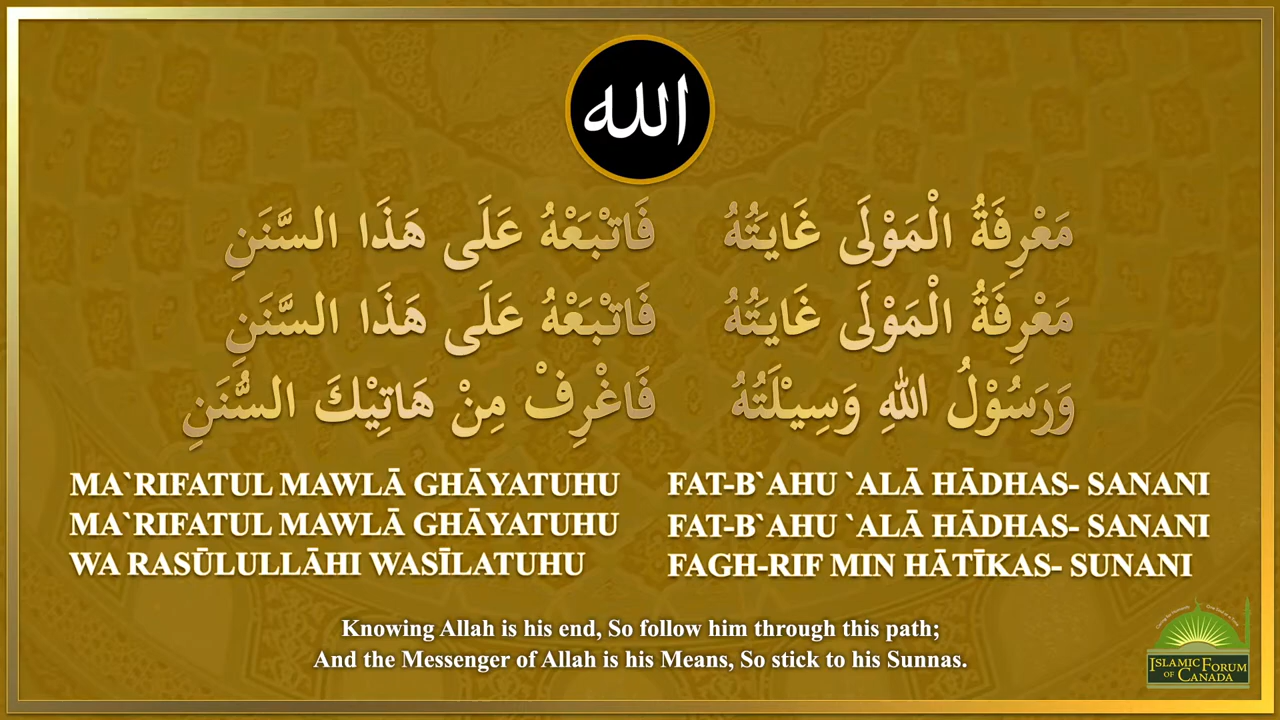 الله
مَعْرِفَةُ الْمَوْلَى غَايَتُهُ فَاتْبَعْهُ عَلَى هَذَا السَّنَنِ
مَعْرِفَةُ الْمَوْلَى غَايَتُهُ فَاتْبَعْهُ عَلَى هَذَا السَّنَنِ
وَرَسُوْلُ اللهِ وَسِيْلَتُهُ فَاغْرِفْ مِنْ هَاتِيْكَ السُّنَنِ
MA`RIFATUL MAWLĀ GHĀYATUHU FAT-B`AHU `ALĀ HĀDHAS- SANANI
MA`RIFATUL MAWLĀ GHĀYATUHU FAT-B`AHU `ALĀ HĀDHAS- SANANI
WA RASŪLULLĀHI WASĪLATUHU FAGH-RIF MIN HĀTĪKAS- SUNANI
Knowing Allah is his end, So follow him through this path;
And the Messenger of Allah is his Means, So stick to his Sunnas.
ISLAMIC FORUM
OF CANADA